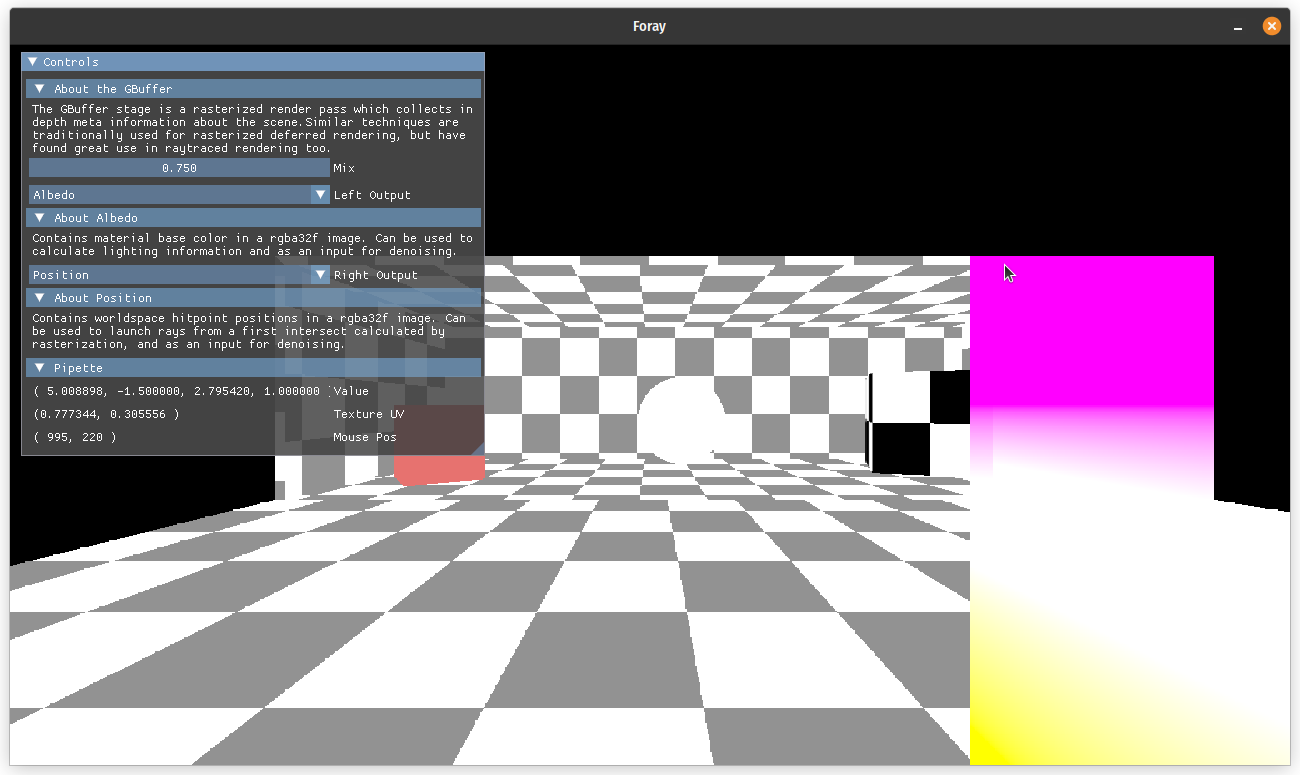 Foray
Controls
About the GBuffer
The GBuffer stage is a rasterized render pass which collects in
depth meta information about the scene.Similar techniques are
traditionally used for rasterized deferred rendering, but have
found great use in raytraced rendering too.
0.750 Mix
Albedo Left Output
About Albedo
Contains material base color in a rgba32f image. Can be used to
calculate lighting information and as an input for denoising.
Position Right Output
About Position
Contains worldspace hitpoint positions in a rgba32f image. Can
be used to launch rays from a first intersect calculated by
rasterization, and as an input for denoising.
Pipette
( 5.008898, -1.500000, 2.795420, 1.000000 Value
(0.777344, 0.305556 ) Texture UV
( 995, 220 ) Mouse Pos